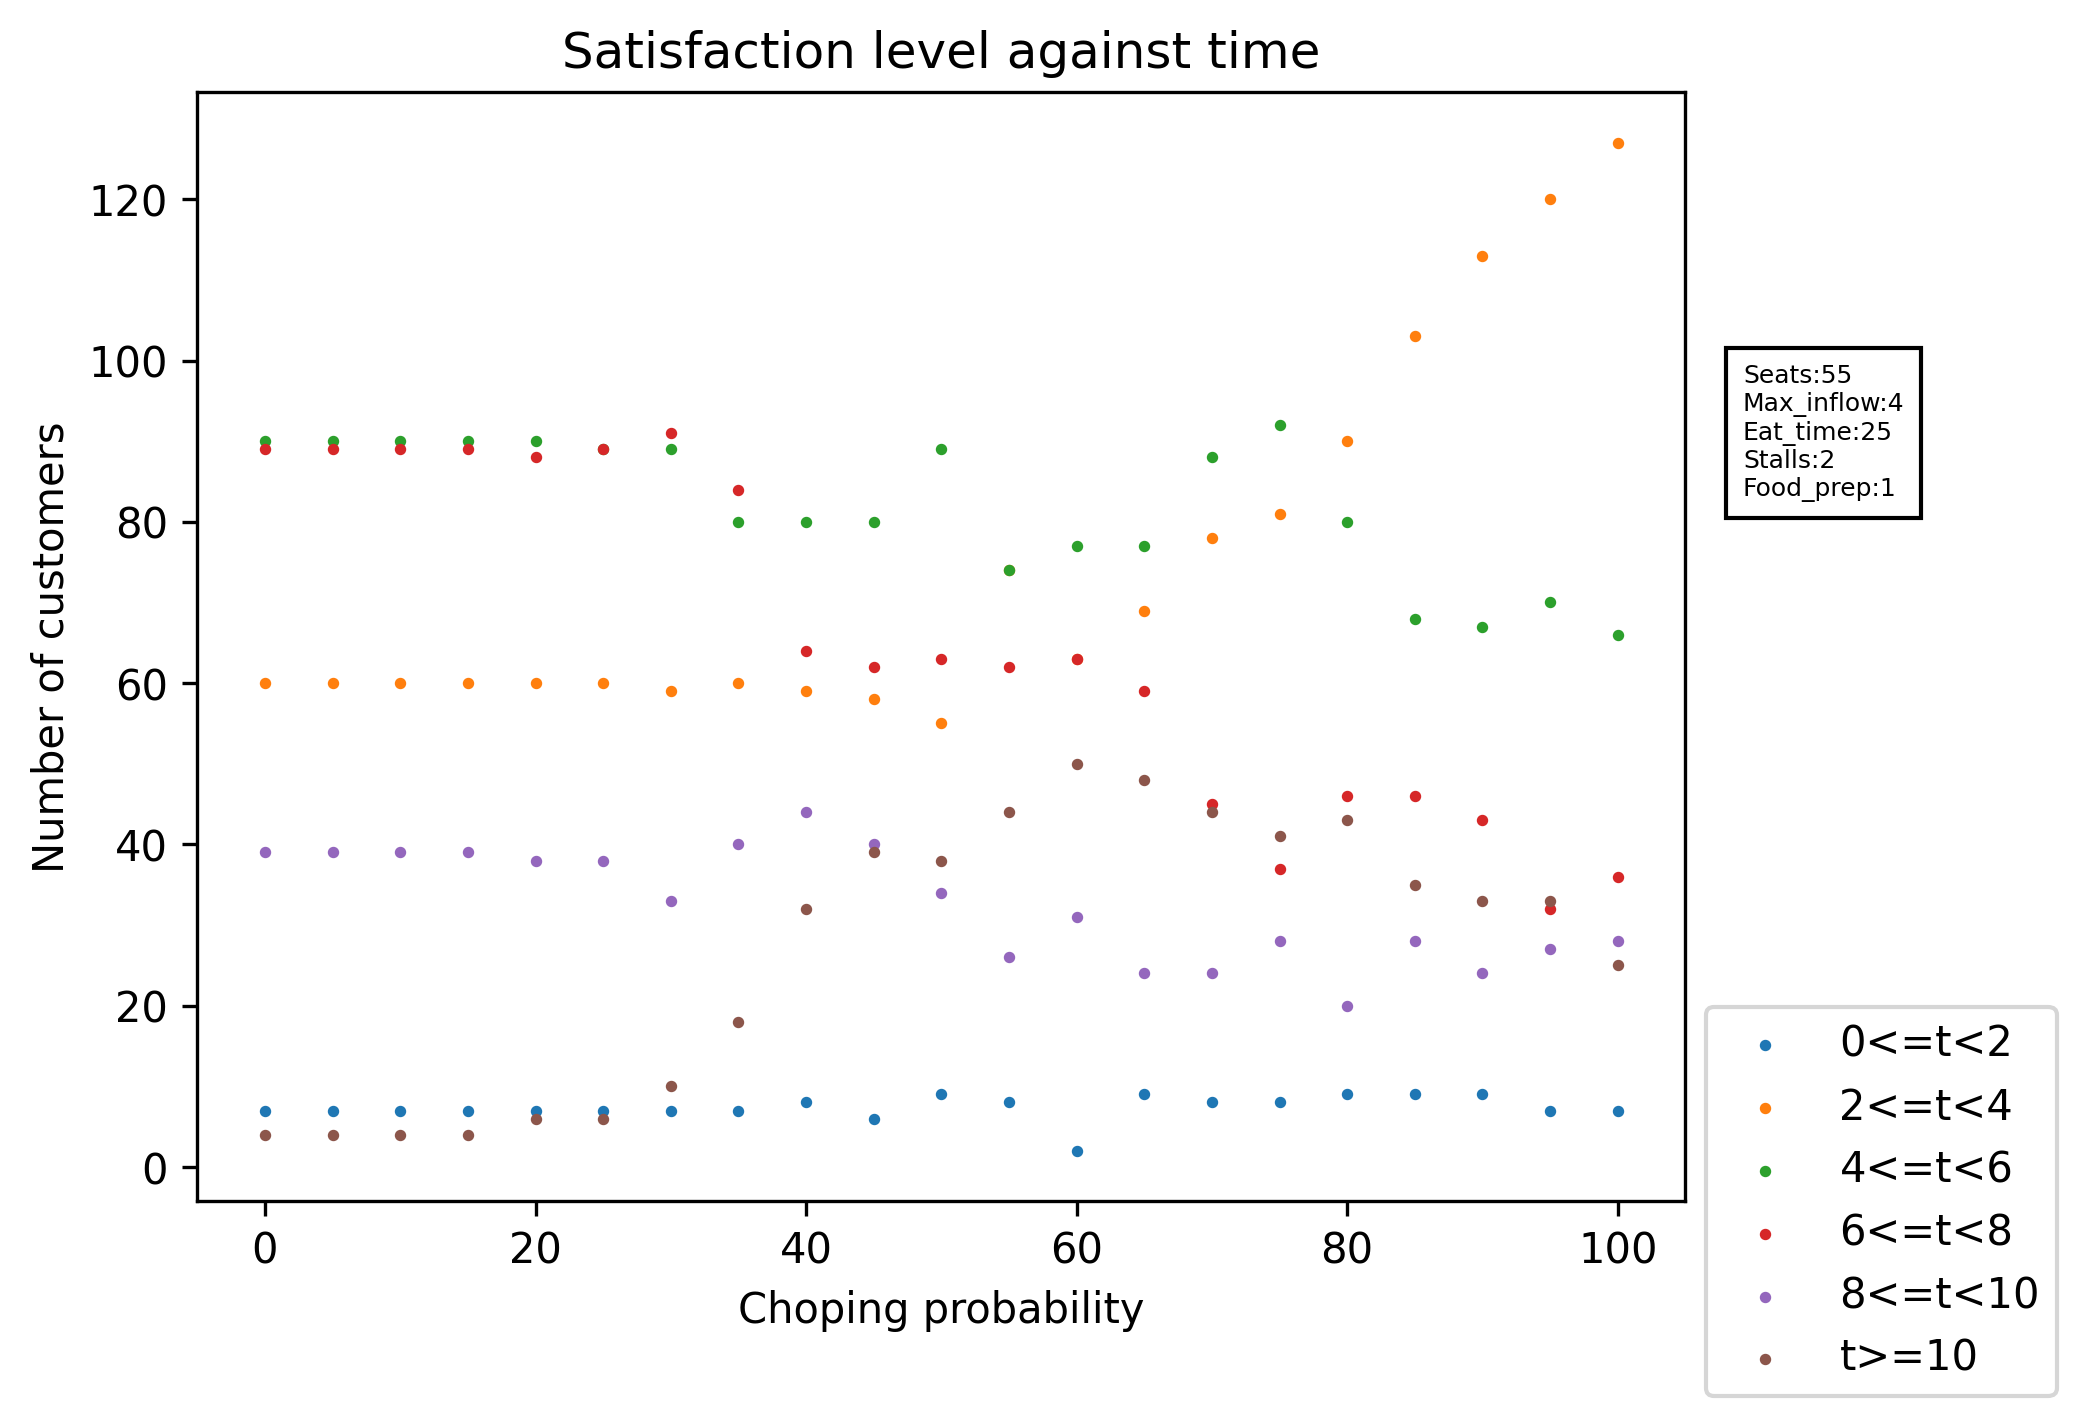 Satisfaction level against time
Number of customers
120
100
80
60
40
20
0
0 20 40 60 80 100
Choping probability
Seats:55
Max_inflow:4
Eat_time:25
Stalls:2
Food_prep:1
0<=t<2
2<=t<4
4<=t<6
6<=t<8
8<=t<10
t>=10